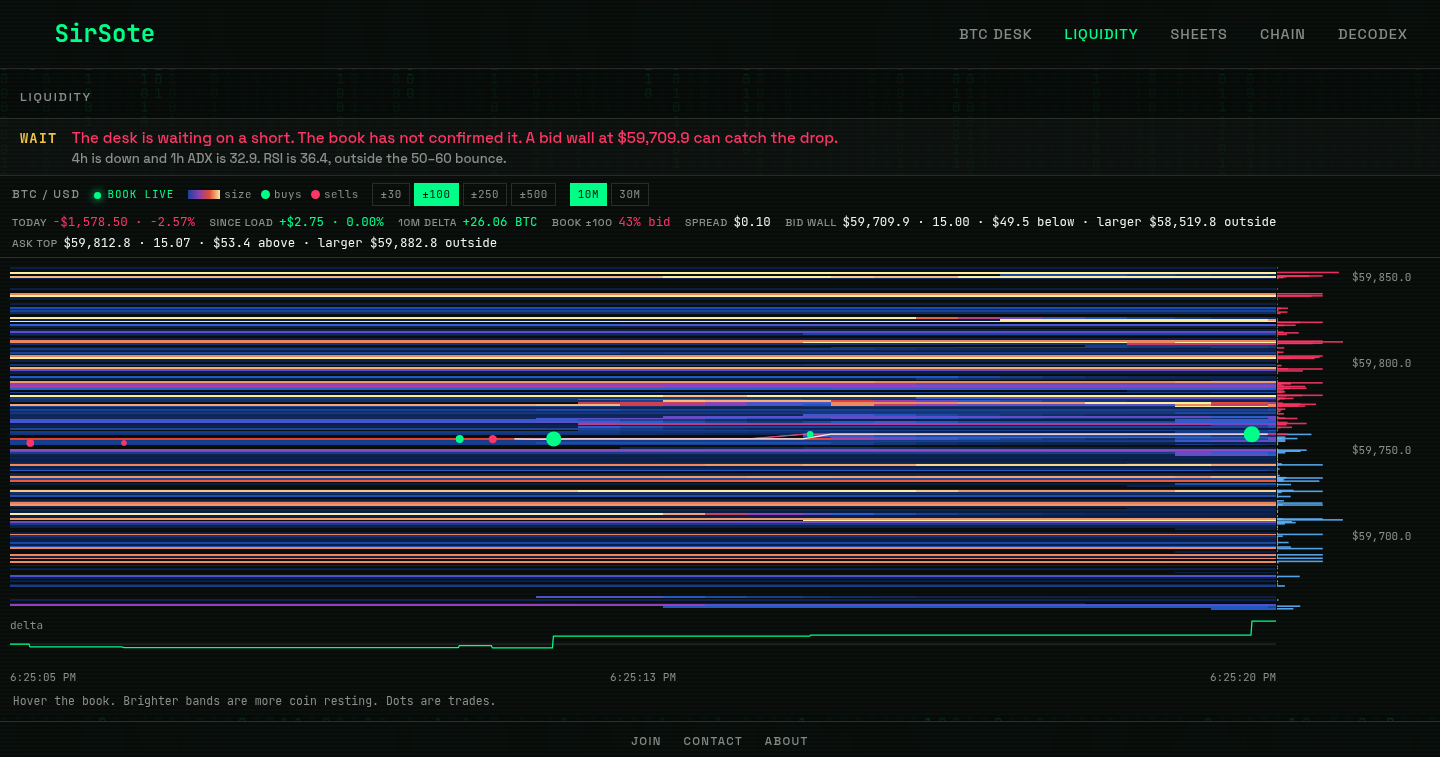 SirSote
BTC DESK LIQUIDITY SHEETS CHAIN DECODEX
LIQUIDITY
WAIT The desk is waiting on a short. The book has not confirmed it. A bid wall at $59,709.9 can catch the drop.
4h is down and 1h ADX is 32.9. RSI is 36.4, outside the 50–60 bounce.
BTC / USD BOOK LIVE size buys sells ±30 ±100 ±250 ±500 10M 30M
TODAY -$1,578.50 · -2.57% SINCE LOAD +$2.75 · 0.00% 10M DELTA +26.06 BTC BOOK ±100 43% bid SPREAD $0.10 BID WALL $59,709.9 · 15.00 · $49.5 below · larger $58,519.8 outside
ASK TOP $59,812.8 · 15.07 · $53.4 above · larger $59,882.8 outside
$59,850.0
$59,800.0
$59,750.0
$59,700.0
delta
6:25:05 PM 6:25:13 PM 6:25:20 PM
Hover the book. Brighter bands are more coin resting. Dots are trades.
JOIN CONTACT ABOUT